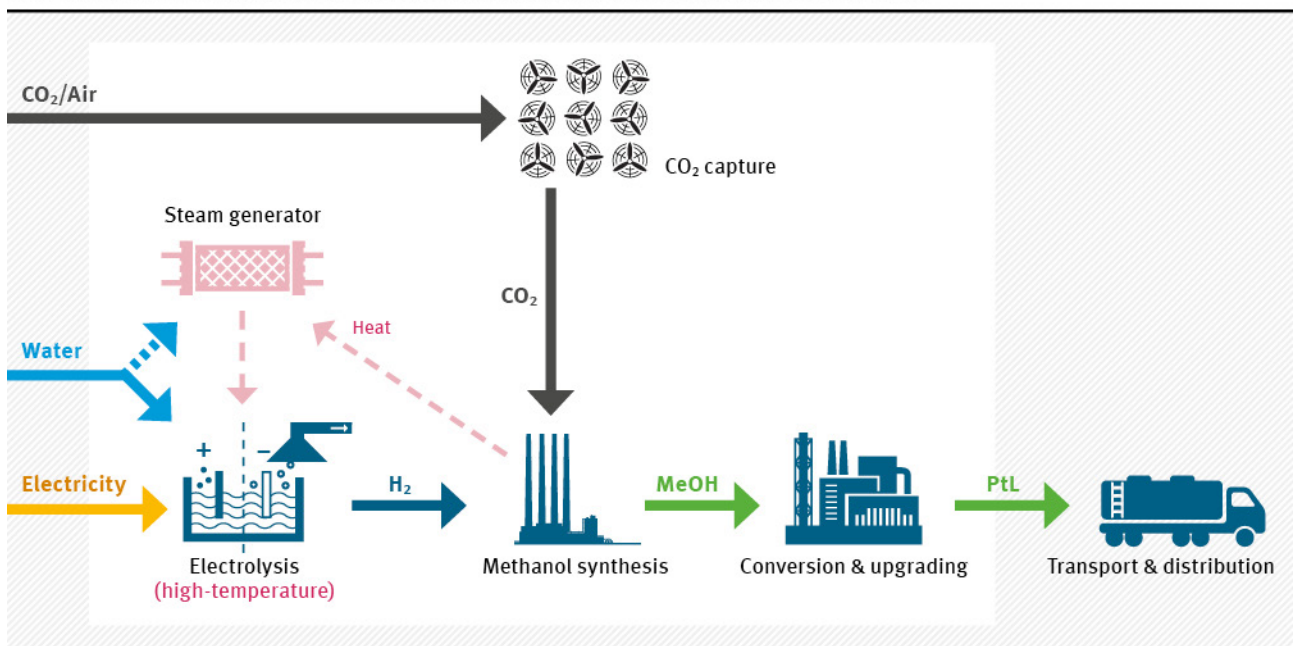 CO₂/Air
CO₂ capture
Steam generator
CO₂
Heat
Water
+
−
Electricity
H₂
MeOH
PtL
Electrolysis
(high-temperature)
Methanol synthesis
Conversion & upgrading
Transport & distribution